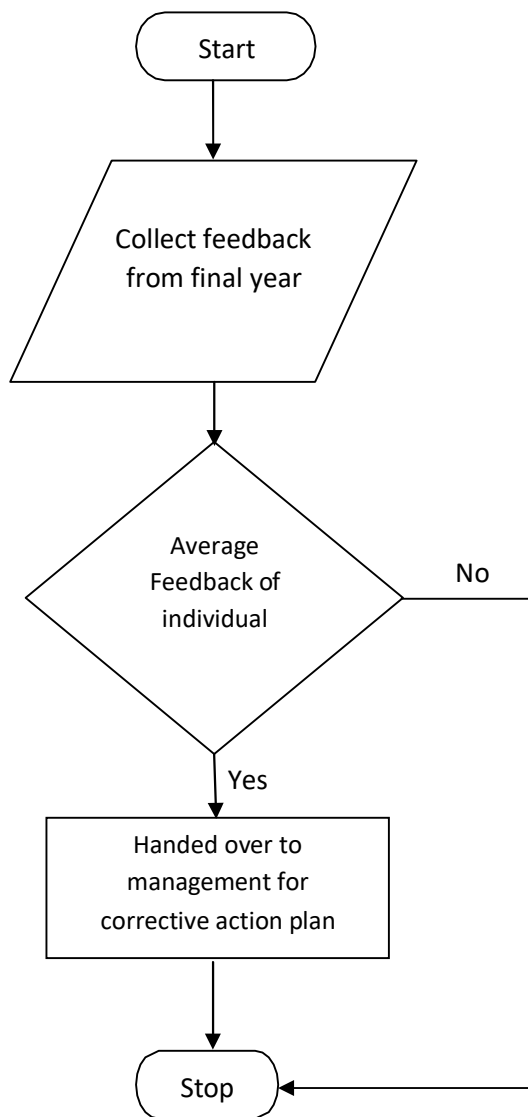 Start
Collect feedback
from final year
Average
Feedback of
individual
No
Yes
Handed over to
management for
corrective action plan
Stop